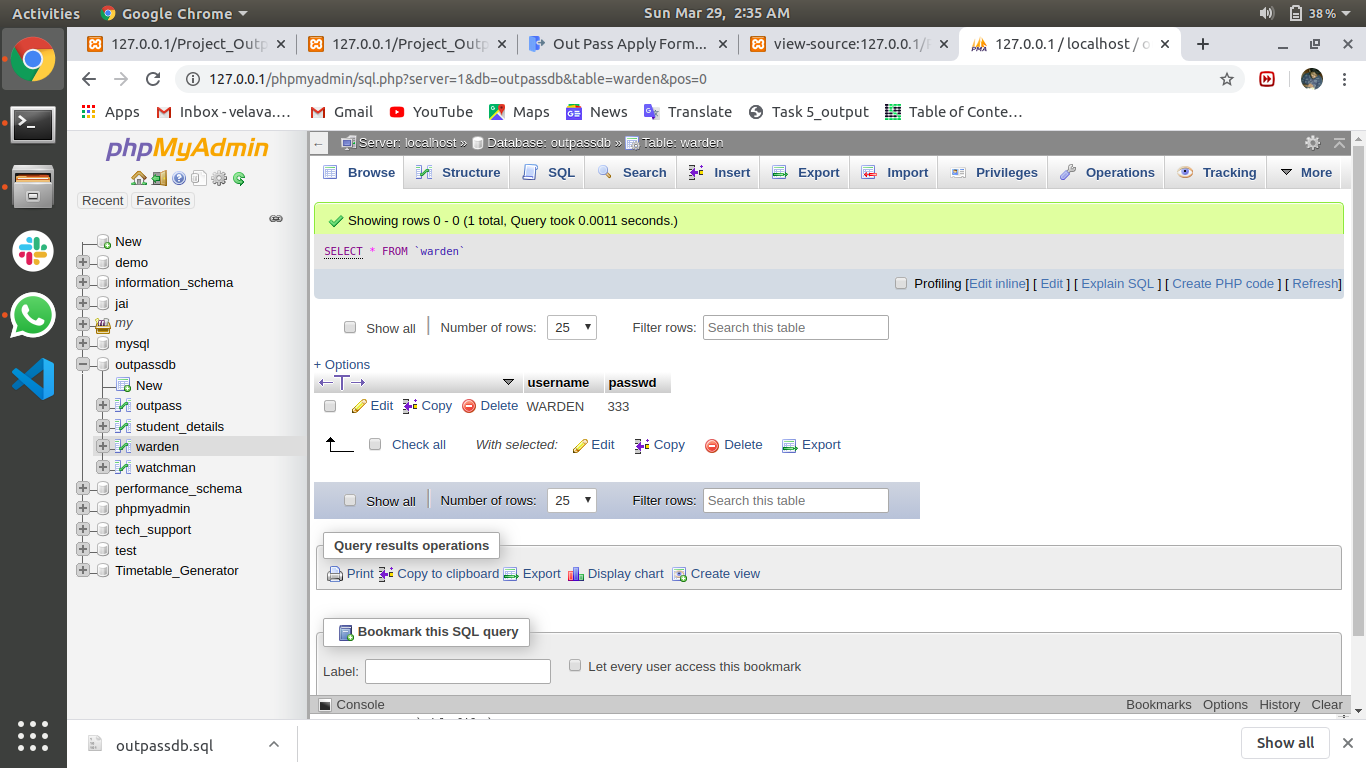 Activities Google Chrome Sun Mar 29, 2:35 AM 38%
127.0.0.1/Project_Outp 127.0.0.1/Project_Outp Out Pass Apply Form... view-source:127.0.0.1/P 127.0.0.1 / localhost / o
127.0.0.1/phpmyadmin/sql.php?server=1&db=outpassdb&table=warden&pos=0
Apps Inbox - velava.... Gmail YouTube Maps News Translate Task 5_output Table of Conte...
phpMyAdmin
Recent Favorites
New
demo
information_schema
jai
my
mysql
outpassdb
New
outpass
student_details
warden
watchman
performance_schema
phpmyadmin
tech_support
test
Timetable_Generator
Server: localhost » Database: outpassdb » Table: warden
Browse Structure SQL Search Insert Export Import Privileges Operations Tracking More
Showing rows 0 - 0 (1 total, Query took 0.0011 seconds.)
SELECT * FROM `warden`
Profiling [Edit inline] [ Edit ] [ Explain SQL ] [ Create PHP code ] [ Refresh]
Show all Number of rows: 25 Filter rows: Search this table
+ Options
username passwd
Edit Copy Delete WARDEN 333
Check all With selected: Edit Copy Delete Export
Show all Number of rows: 25 Filter rows: Search this table
Query results operations
Print Copy to clipboard Export Display chart Create view
Bookmark this SQL query
Label: Let every user access this bookmark
Console Bookmarks Options History Clear
outpassdb.sql Show all